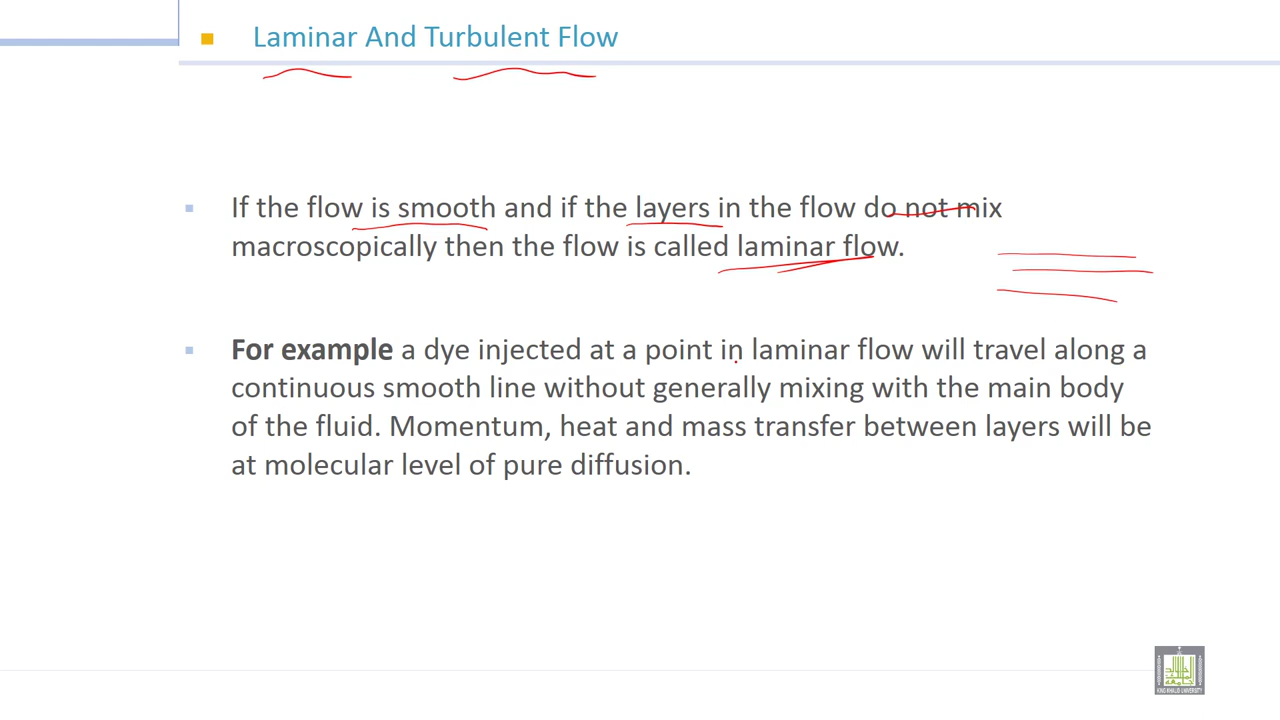 Laminar And Turbulent Flow
If the flow is smooth and if the layers in the flow do not mix
macroscopically then the flow is called laminar flow.
For example a dye injected at a point in laminar flow will travel along a
continuous smooth line without generally mixing with the main body
of the fluid. Momentum, heat and mass transfer between layers will be
at molecular level of pure diffusion.
KING KHALID UNIVERSITY